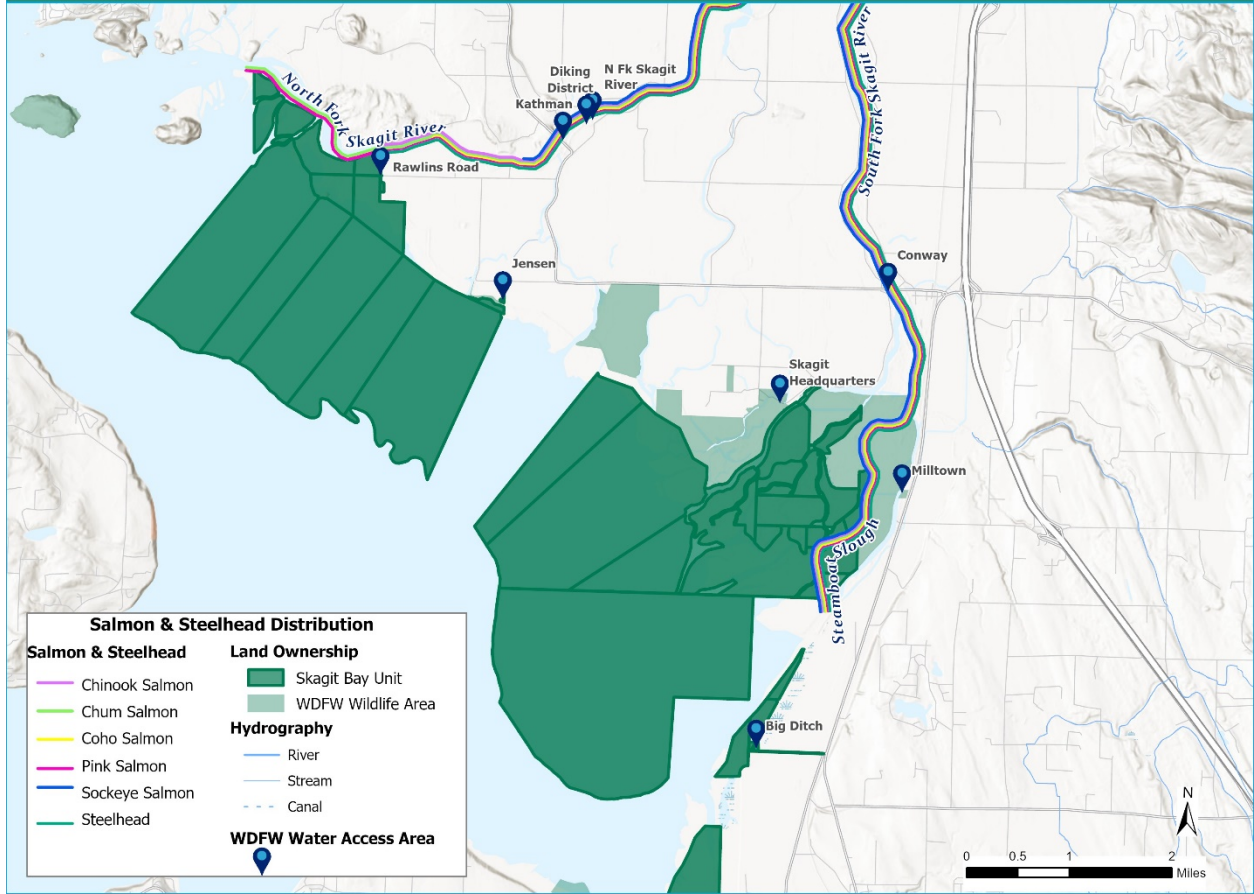 North Fork
Skagit River
Diking
District
N Fk Skagit
River
Kathman
Rawlins Road
South Fork Skagit River
Jensen
Conway
Skagit
Headquarters
Milltown
Steamboat Slough
Big Ditch
Salmon & Steelhead Distribution
Salmon & Steelhead
Chinook Salmon
Chum Salmon
Coho Salmon
Pink Salmon
Sockeye Salmon
Steelhead
Land Ownership
Skagit Bay Unit
WDFW Wildlife Area
Hydrography
River
Stream
Canal
WDFW Water Access Area
N
0 0.5 1 2
Miles